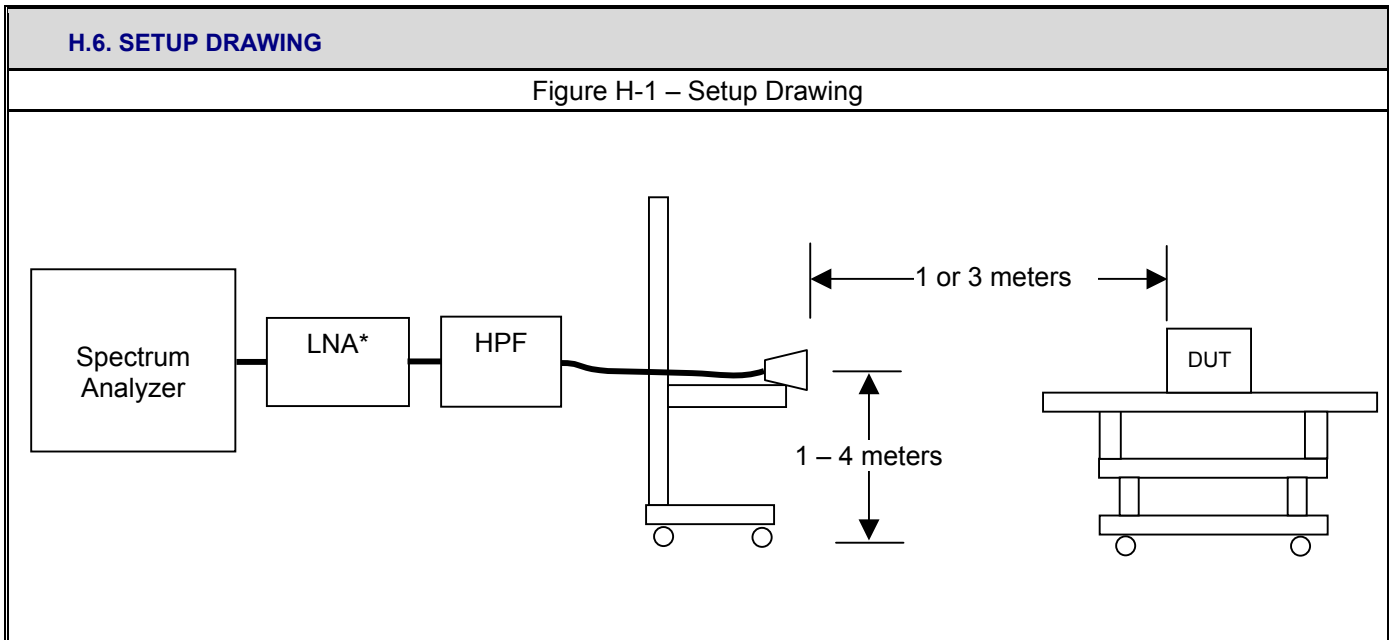 H.6. SETUP DRAWING
Figure H-1 – Setup Drawing
1 or 3 meters
Spectrum
Analyzer
LNA*
HPF
DUT
1 – 4 meters